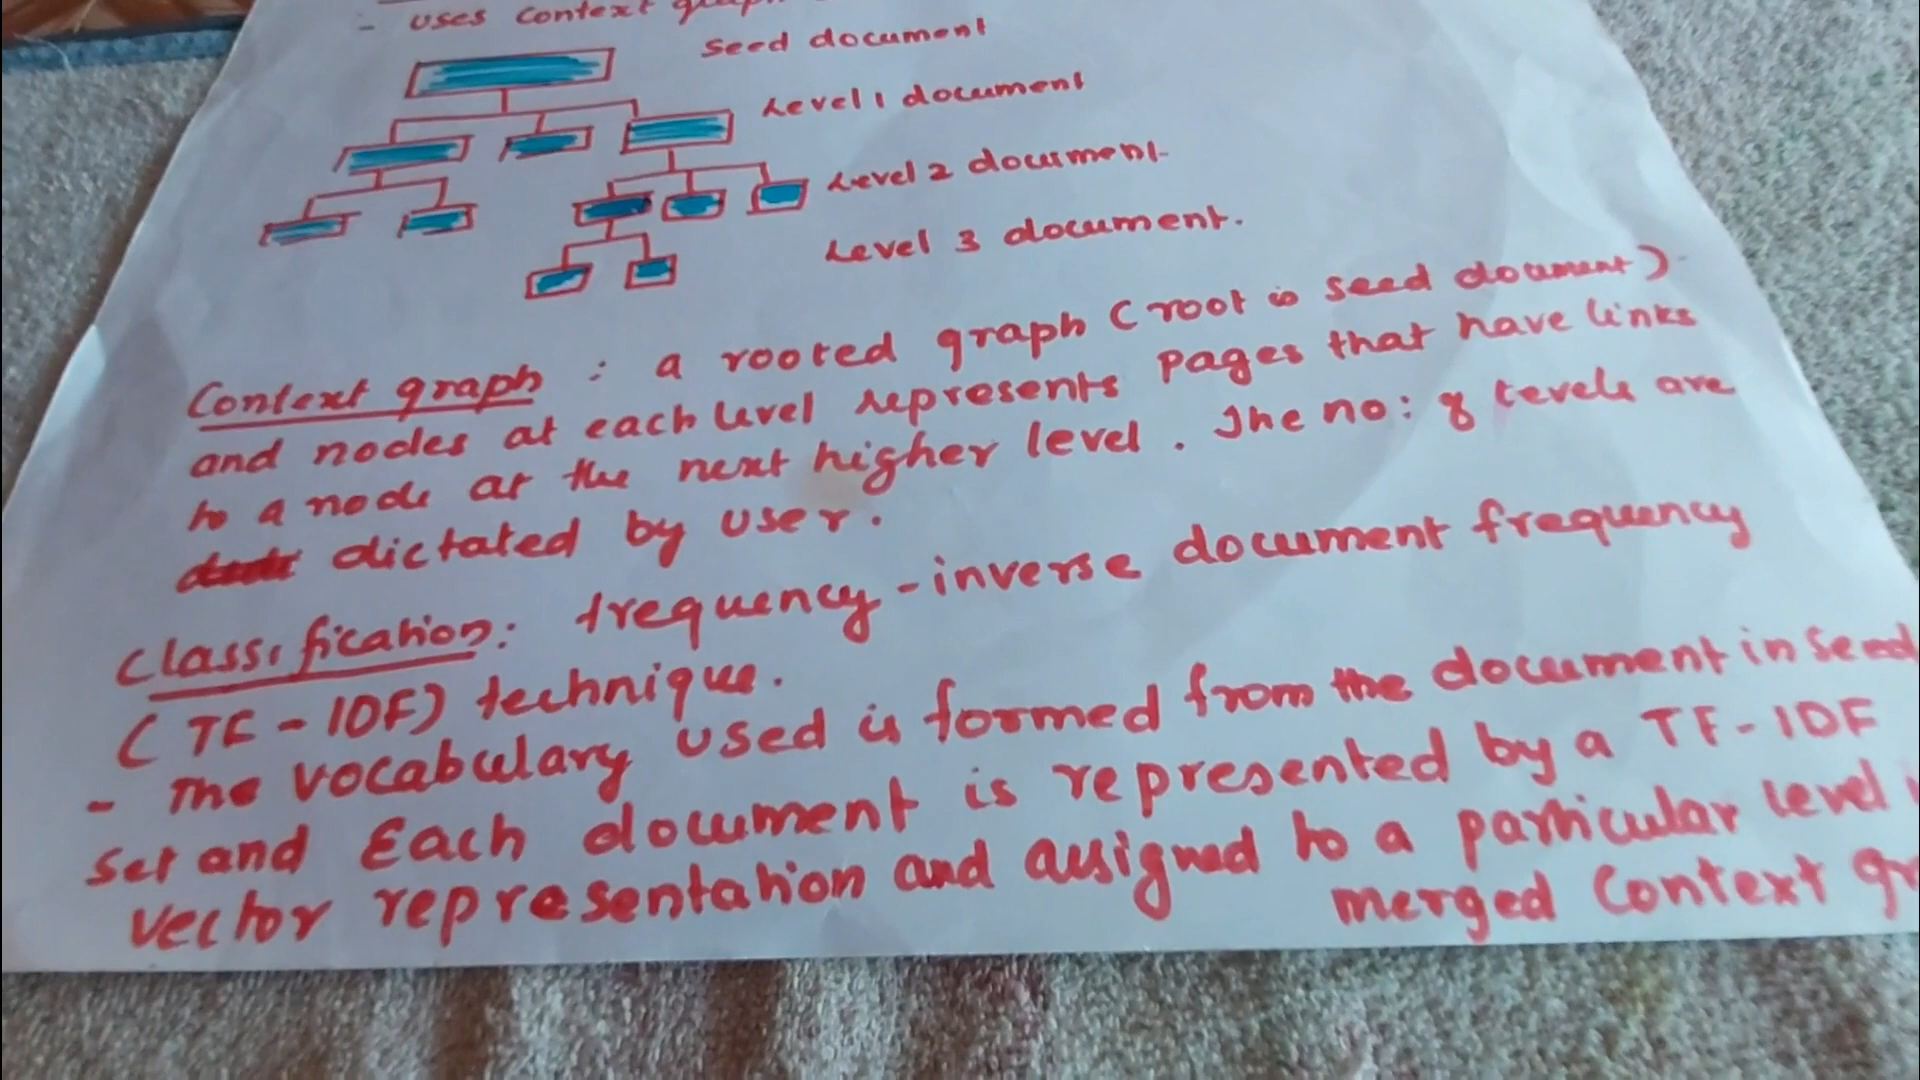 - uses context graph
Seed document
Level 1 document
Level 2 document
Level 3 document.
Context graph : a rooted graph (root is seed document)
and nodes at each level represents pages that have links
to a node at the next higher level. The no: of levels are
dictated by user.
Classification: frequency - inverse document frequency
(TF - IDF) technique.
- The vocabulary used is formed from the document in seed
set and Each document is represented by a TF-IDF
vector representation and assigned to a particular level
merged context gr